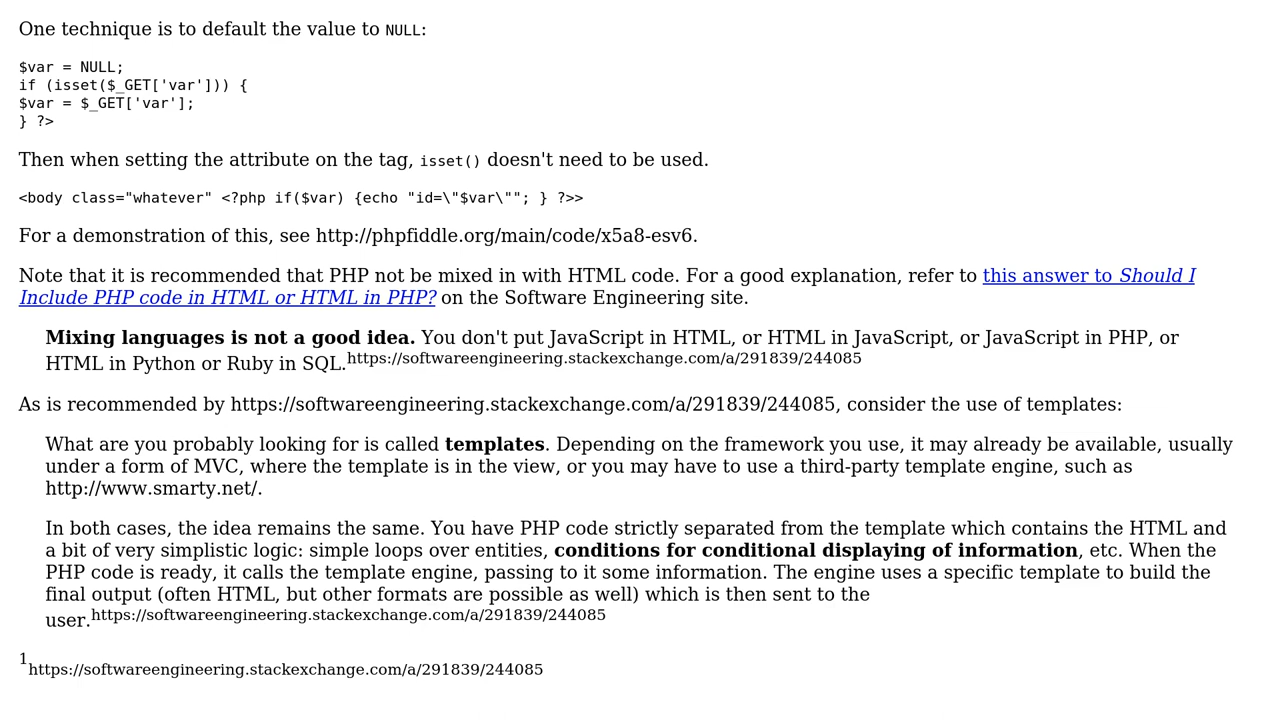 One technique is to default the value to NULL:
$var = NULL;
if (isset($_GET['var'])) {
$var = $_GET['var'];
} ?>
Then when setting the attribute on the tag, isset() doesn't need to be used.
<body class="whatever" <?php if($var) {echo "id=\"$var\""; } ?>>
For a demonstration of this, see http://phpfiddle.org/main/code/x5a8-esv6.
Note that it is recommended that PHP not be mixed in with HTML code. For a good explanation, refer to this answer to Should I
Include PHP code in HTML or HTML in PHP? on the Software Engineering site.
Mixing languages is not a good idea. You don't put JavaScript in HTML, or HTML in JavaScript, or JavaScript in PHP, or
HTML in Python or Ruby in SQL.https://softwareengineering.stackexchange.com/a/291839/244085
As is recommended by https://softwareengineering.stackexchange.com/a/291839/244085, consider the use of templates:
What are you probably looking for is called templates. Depending on the framework you use, it may already be available, usually
under a form of MVC, where the template is in the view, or you may have to use a third-party template engine, such as
http://www.smarty.net/.
In both cases, the idea remains the same. You have PHP code strictly separated from the template which contains the HTML and
a bit of very simplistic logic: simple loops over entities, conditions for conditional displaying of information, etc. When the
PHP code is ready, it calls the template engine, passing to it some information. The engine uses a specific template to build the
final output (often HTML, but other formats are possible as well) which is then sent to the
user.https://softwareengineering.stackexchange.com/a/291839/244085
1https://softwareengineering.stackexchange.com/a/291839/244085